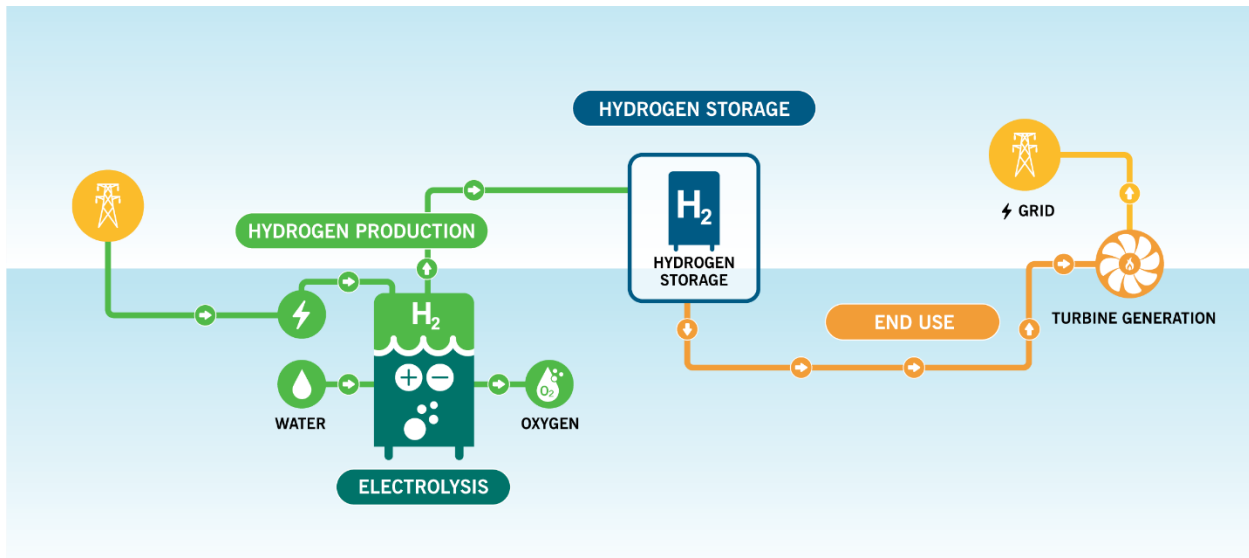 HYDROGEN STORAGE
GRID
HYDROGEN PRODUCTION
H₂
HYDROGEN
STORAGE
H₂
END USE
TURBINE GENERATION
WATER
O₂
OXYGEN
ELECTROLYSIS